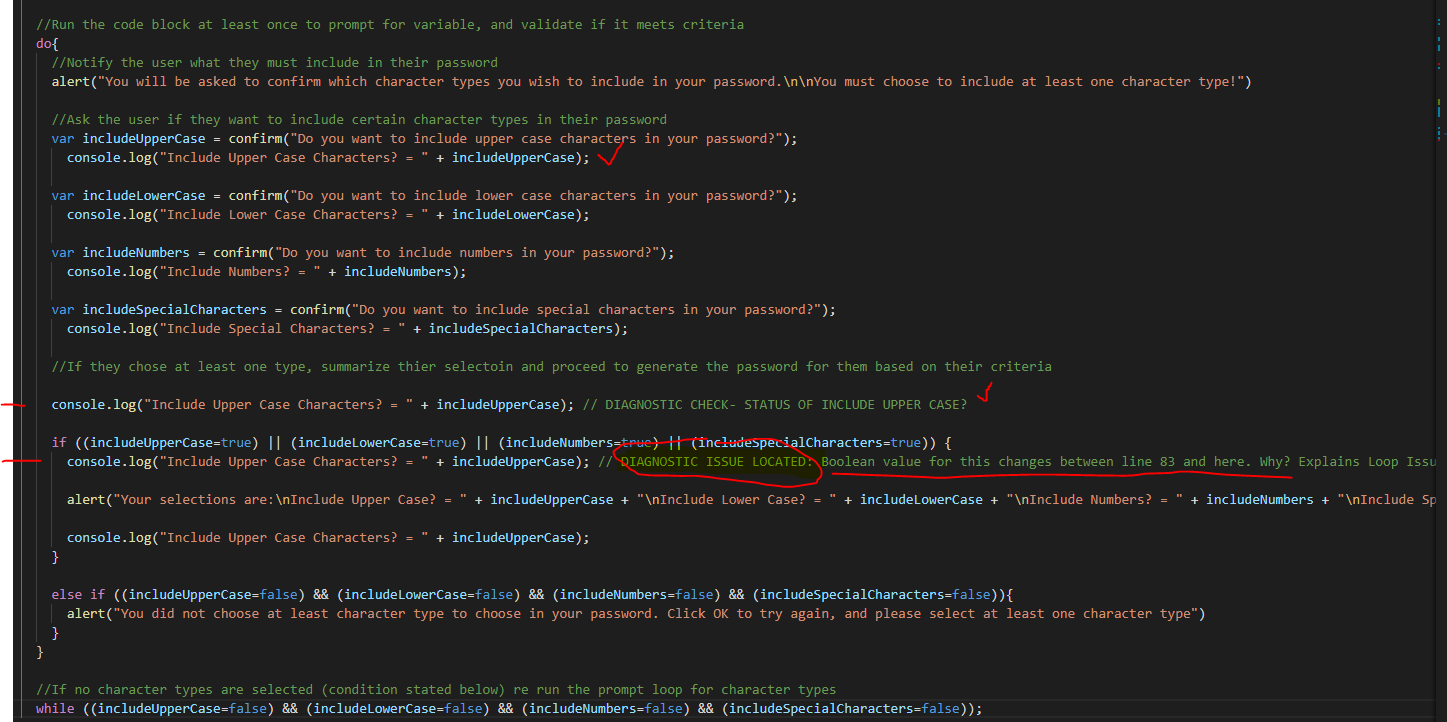 //Run the code block at least once to prompt for variable, and validate if it meets criteria
do{
//Notify the user what they must include in their password
alert("You will be asked to confirm which character types you wish to include in your password.\n\nYou must choose to include at least one character type!")
//Ask the user if they want to include certain character types in their password
var includeUpperCase = confirm("Do you want to include upper case characters in your password?");
console.log("Include Upper Case Characters? = " + includeUpperCase);
var includeLowerCase = confirm("Do you want to include lower case characters in your password?");
console.log("Include Lower Case Characters? = " + includeLowerCase);
var includeNumbers = confirm("Do you want to include numbers in your password?");
console.log("Include Numbers? = " + includeNumbers);
var includeSpecialCharacters = confirm("Do you want to include special characters in your password?");
console.log("Include Special Characters? = " + includeSpecialCharacters);
//If they chose at least one type, summarize thier selectoin and proceed to generate the password for them based on their criteria
console.log("Include Upper Case Characters? = " + includeUpperCase); // DIAGNOSTIC CHECK- STATUS OF INCLUDE UPPER CASE?
if ((includeUpperCase=true) || (includeLowerCase=true) || (includeNumbers=true) || (includeSpecialCharacters=true)) {
console.log("Include Upper Case Characters? = " + includeUpperCase); // DIAGNOSTIC ISSUE LOCATED: Boolean value for this changes between line 83 and here. Why? Explains Loop Issu
alert("Your selections are:\nInclude Upper Case? = " + includeUpperCase + "\nInclude Lower Case? = " + includeLowerCase + "\nInclude Numbers? = " + includeNumbers + "\nInclude Sp
console.log("Include Upper Case Characters? = " + includeUpperCase);
}
else if ((includeUpperCase=false) && (includeLowerCase=false) && (includeNumbers=false) && (includeSpecialCharacters=false)){
alert("You did not choose at least character type to choose in your password. Click OK to try again, and please select at least one character type")
}
}
//If no character types are selected (condition stated below) re run the prompt loop for character types
while ((includeUpperCase=false) && (includeLowerCase=false) && (includeNumbers=false) && (includeSpecialCharacters=false));